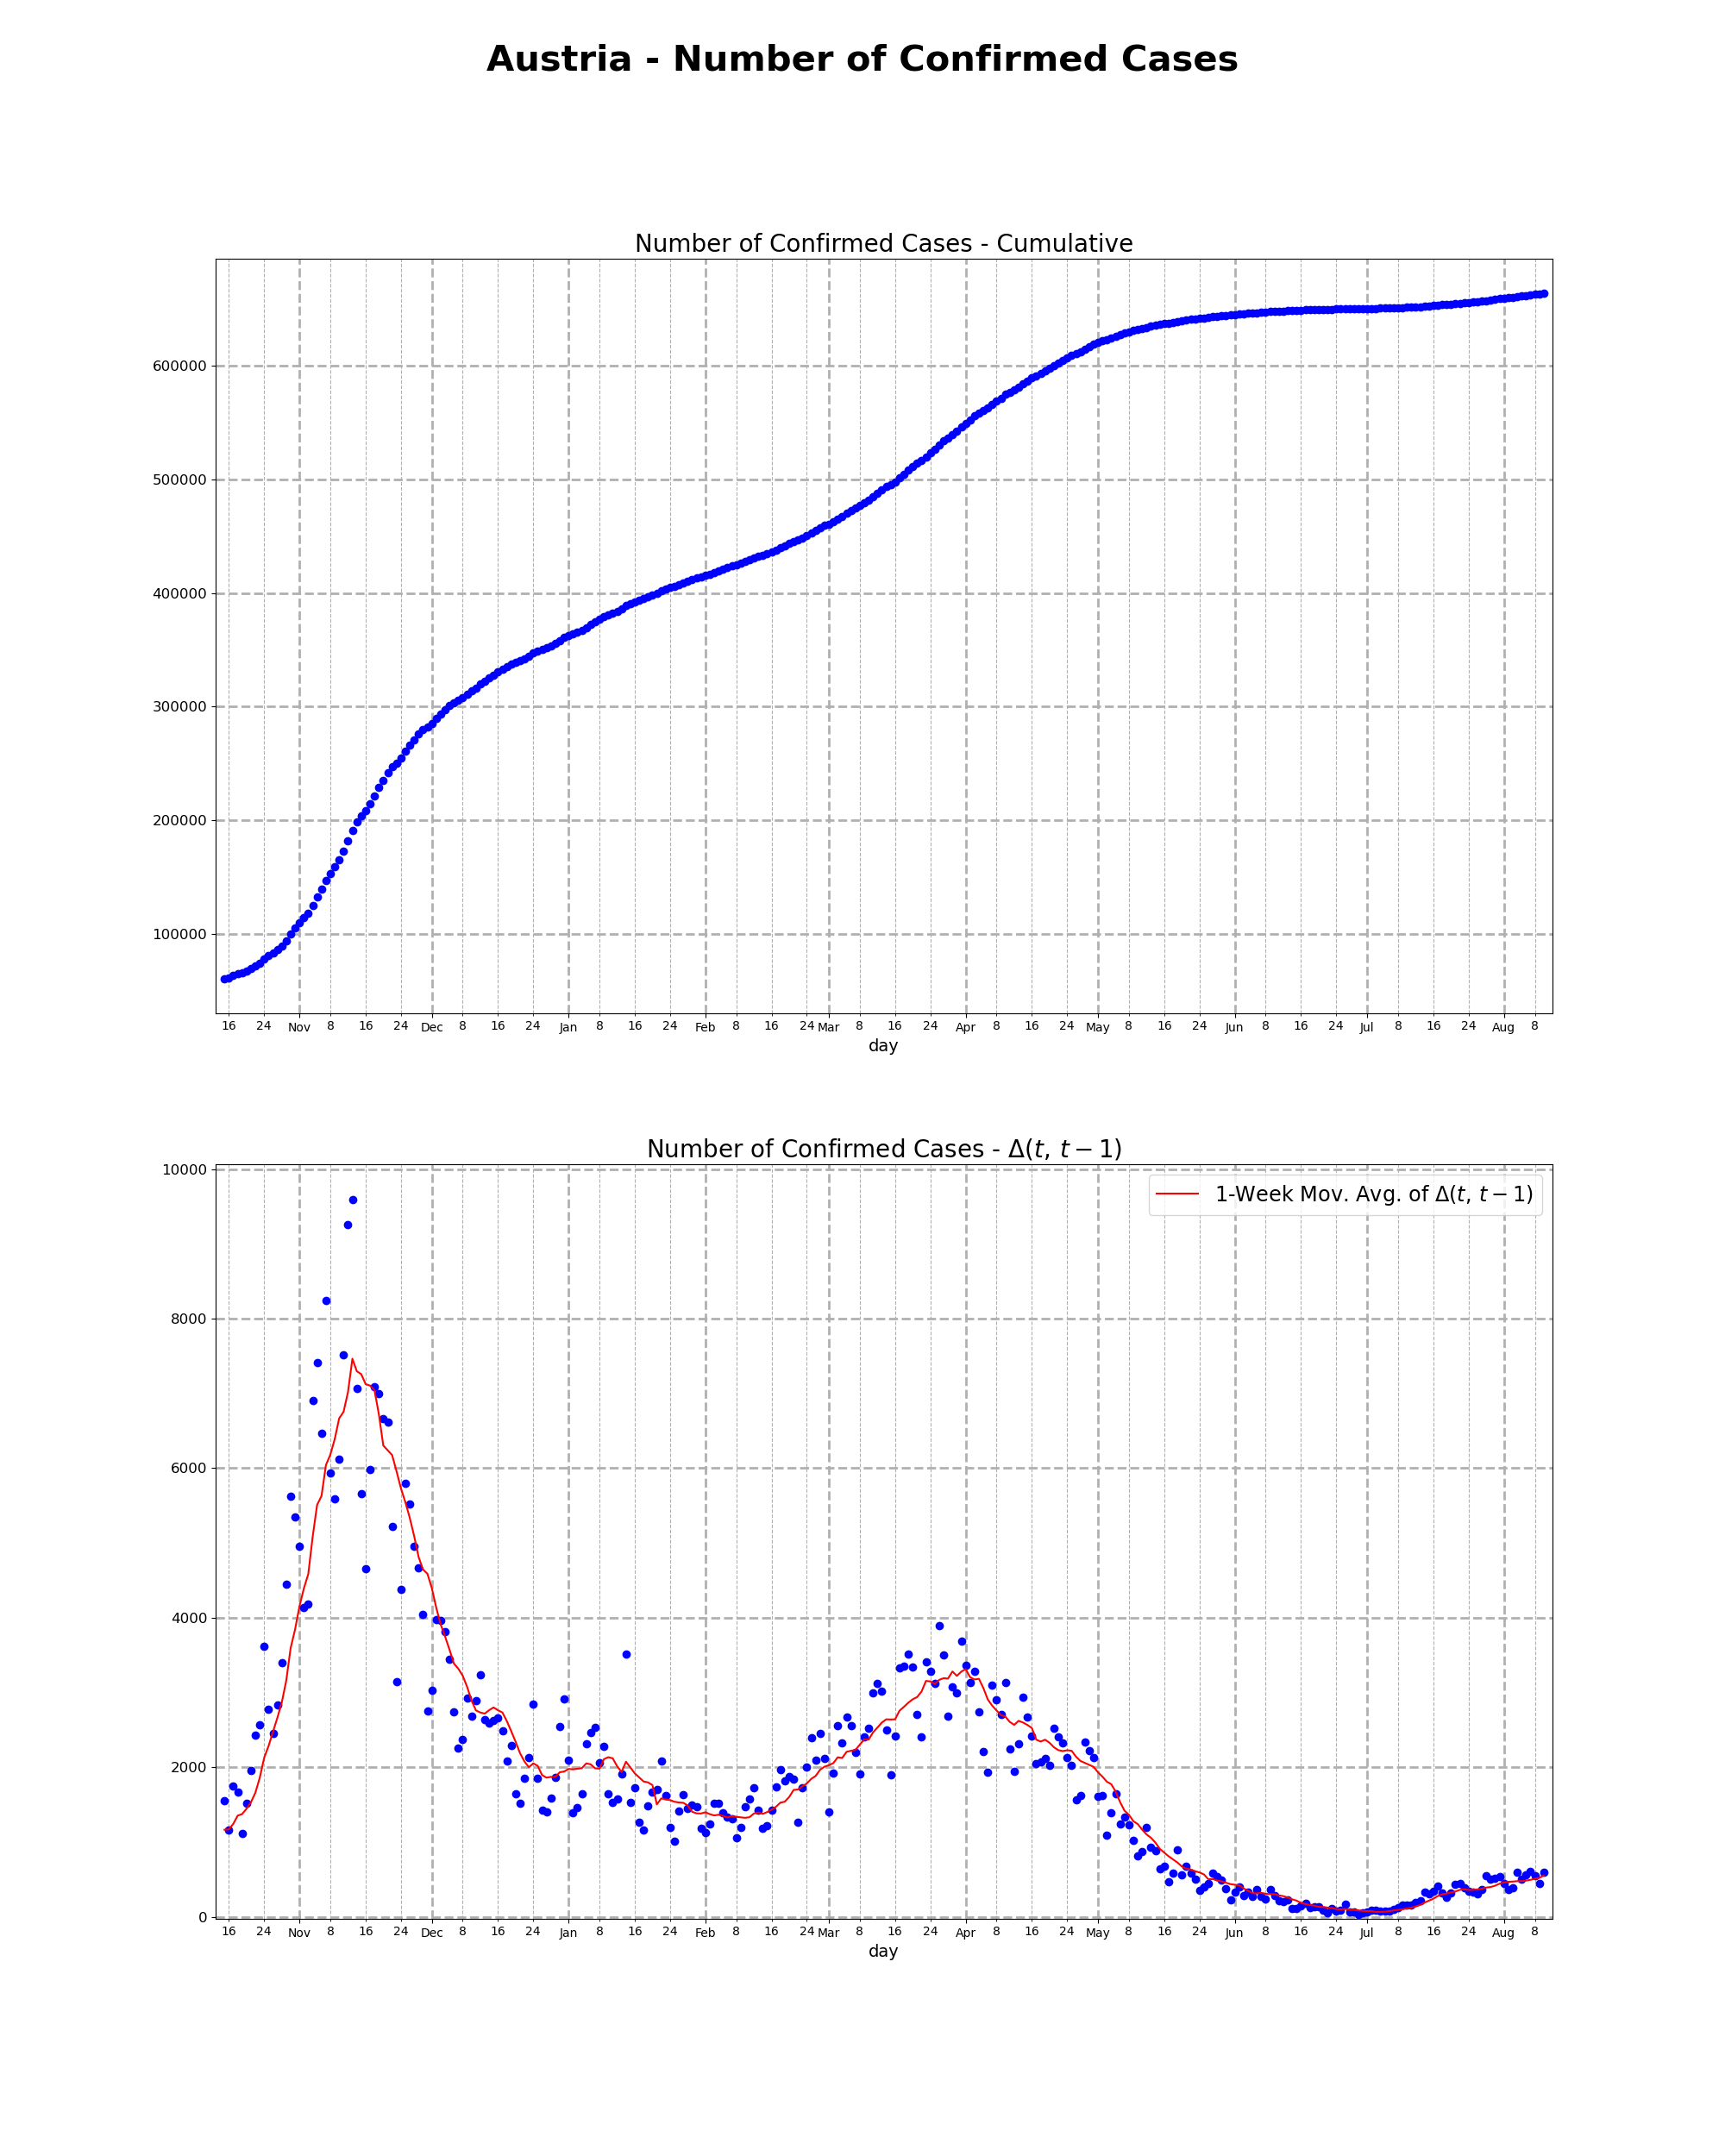 Austria - Number of Confirmed Cases
Number of Confirmed Cases - Cumulative
600000
500000
400000
300000
200000
100000
16 24 Nov 8 16 24 Dec 8 16 24 Jan 8 16 24 Feb 8 16 24 Mar 8 16 24 Apr 8 16 24 May 8 16 24 Jun 8 16 24 Jul 8 16 24 Aug 8
day
Number of Confirmed Cases - Δ(t, t − 1)
1-Week Mov. Avg. of Δ(t, t − 1)
10000
8000
6000
4000
2000
0
16 24 Nov 8 16 24 Dec 8 16 24 Jan 8 16 24 Feb 8 16 24 Mar 8 16 24 Apr 8 16 24 May 8 16 24 Jun 8 16 24 Jul 8 16 24 Aug 8
day